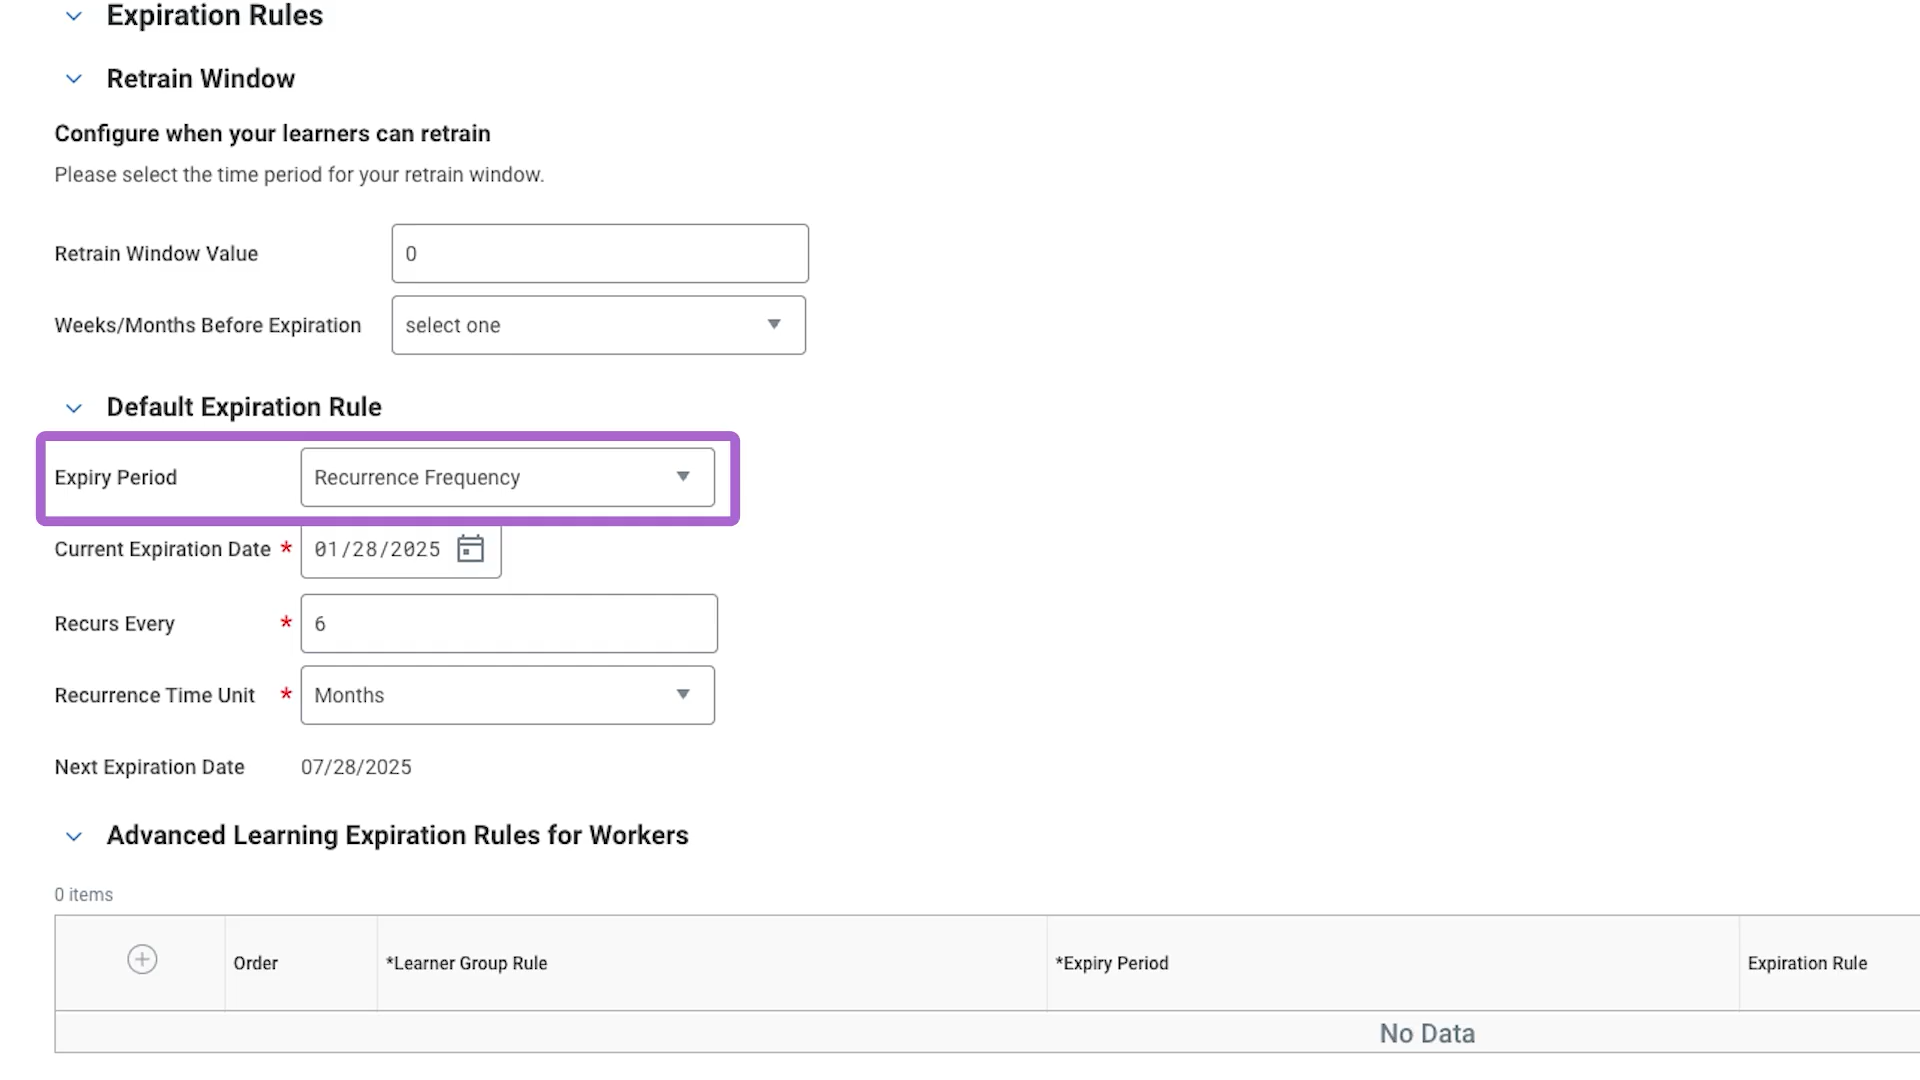 Expiration Rules
Retrain Window
Configure when your learners can retrain
Please select the time period for your retrain window.
Retrain Window Value
0
Weeks/Months Before Expiration
select one
Default Expiration Rule
Expiry Period
Recurrence Frequency
Current Expiration Date *
01/28/2025
Recurs Every *
6
Recurrence Time Unit *
Months
Next Expiration Date
07/28/2025
Advanced Learning Expiration Rules for Workers
0 items
Order
*Learner Group Rule
*Expiry Period
Expiration Rule
No Data